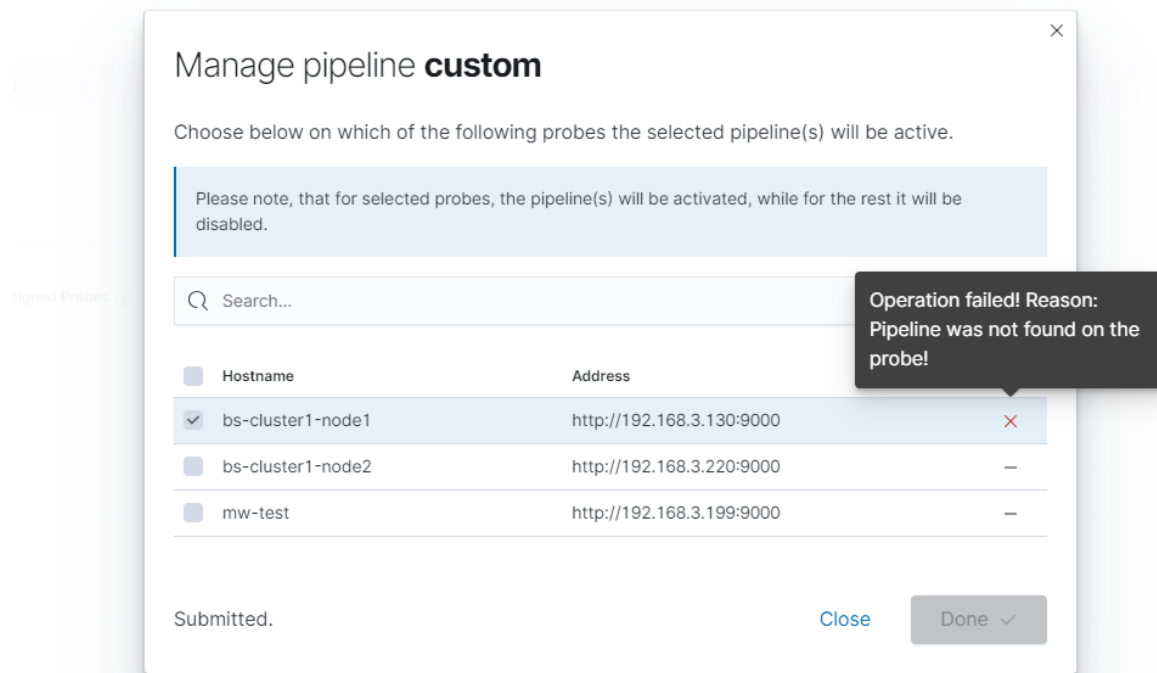 Manage pipeline custom
Choose below on which of the following probes the selected pipeline(s) will be active.
Please note, that for selected probes, the pipeline(s) will be activated, while for the rest it will be
disabled.
signed Probes
Search...
Operation failed! Reason:
Pipeline was not found on the
probe!
Hostname Address
bs-cluster1-node1 http://192.168.3.130:9000
bs-cluster1-node2 http://192.168.3.220:9000
mw-test http://192.168.3.199:9000
Submitted.
Close
Done